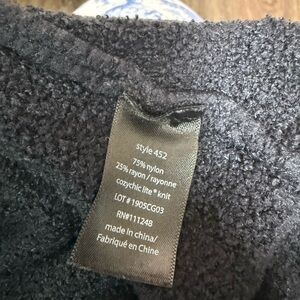 style 452
75% nylon
25% rayon / rayonne
cozychic lite® knit
LOT # 1905CG03
RN#111248
made in china/
Fabriqué en Chine